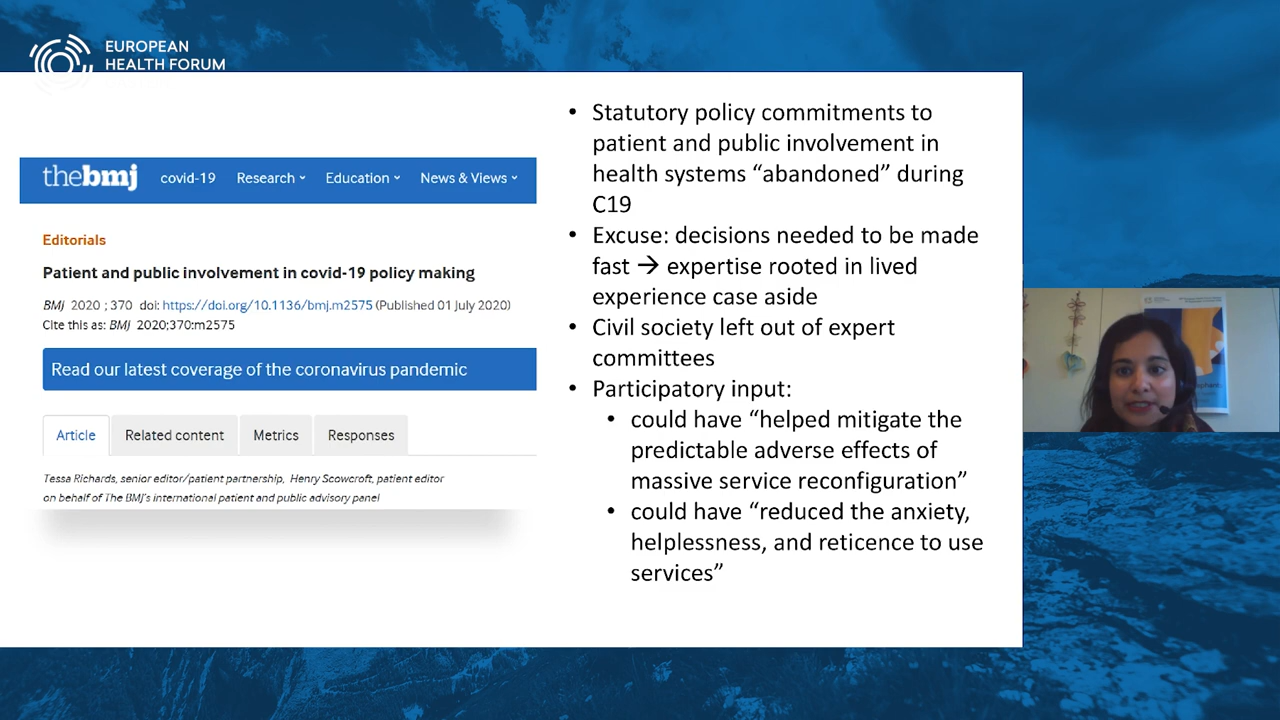 EUROPEAN
HEALTH FORUM
thebmj covid-19 Research Education News & Views
Editorials
Patient and public involvement in covid-19 policy making
BMJ 2020 ; 370 doi: https://doi.org/10.1136/bmj.m2575 (Published 01 July 2020)
Cite this as: BMJ 2020;370:m2575
Read our latest coverage of the coronavirus pandemic
Article Related content Metrics Responses
Tessa Richards, senior editor/patient partnership, Henry Scowcroft, patient editor
on behalf of The BMJ's international patient and public advisory panel
• Statutory policy commitments to
patient and public involvement in
health systems “abandoned” during
C19
• Excuse: decisions needed to be made
fast → expertise rooted in lived
experience case aside
• Civil society left out of expert
committees
• Participatory input:
• could have “helped mitigate the
predictable adverse effects of
massive service reconfiguration”
• could have “reduced the anxiety,
helplessness, and reticence to use
services”